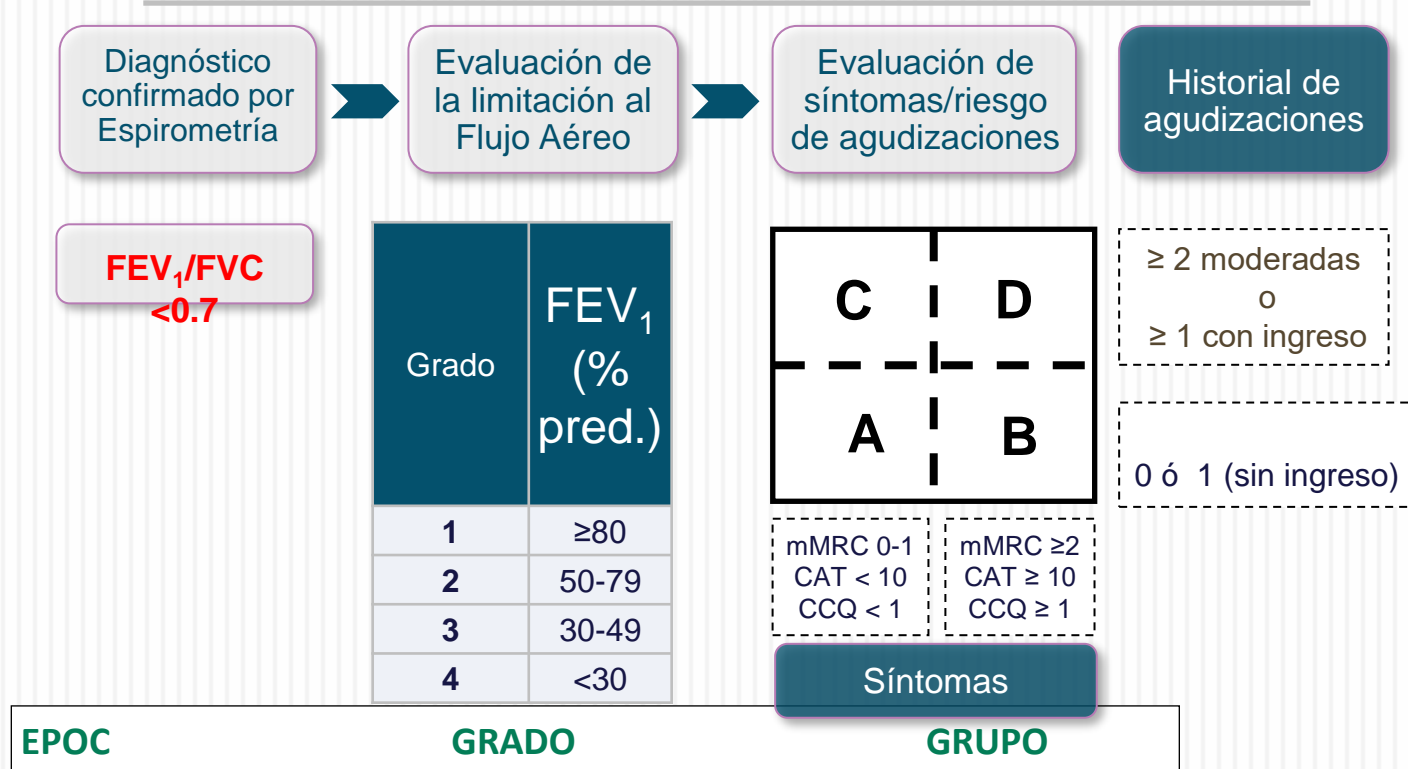 Diagnóstico
confirmado por
Espirometría
Evaluación de
la limitación al
Flujo Aéreo
Evaluación de
síntomas/riesgo
de agudizaciones
Historial de
agudizaciones
FEV₁/FVC
<0.7
Grado
FEV₁
(%
pred.)
1 ≥80
2 50-79
3 30-49
4 <30
C D
A B
≥ 2 moderadas
o
≥ 1 con ingreso
0 ó 1 (sin ingreso)
mMRC 0-1
CAT < 10
CCQ < 1
mMRC ≥2
CAT ≥ 10
CCQ ≥ 1
Síntomas
EPOC GRADO GRUPO